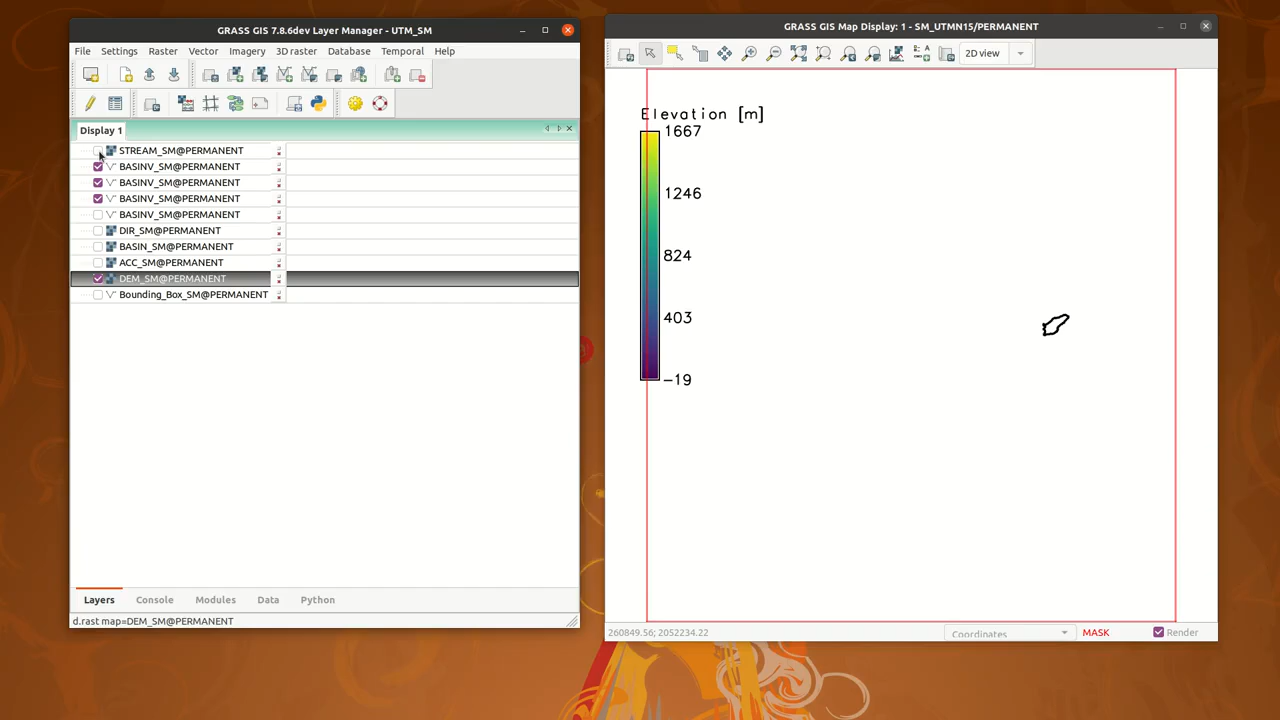 GRASS GIS 7.8.6dev Layer Manager - UTM_SM
File Settings Raster Vector Imagery 3D raster Database Temporal Help
Display 1
STREAM_SM@PERMANENT
BASINV_SM@PERMANENT
BASINV_SM@PERMANENT
BASINV_SM@PERMANENT
BASINV_SM@PERMANENT
DIR_SM@PERMANENT
BASIN_SM@PERMANENT
ACC_SM@PERMANENT
DEM_SM@PERMANENT
Bounding_Box_SM@PERMANENT
Layers Console Modules Data Python
d.rast map=DEM_SM@PERMANENT
GRASS GIS Map Display: 1 - SM_UTMN15/PERMANENT
2D view
Elevation [m]
1667
1246
824
403
-19
260849.56; 2052234.22
Coordinates
MASK
Render